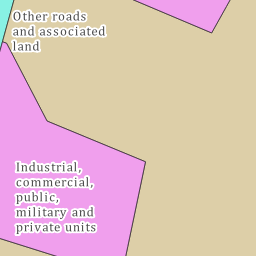 Other roads
and associated
land
Industrial,
commercial,
public,
military and
private units